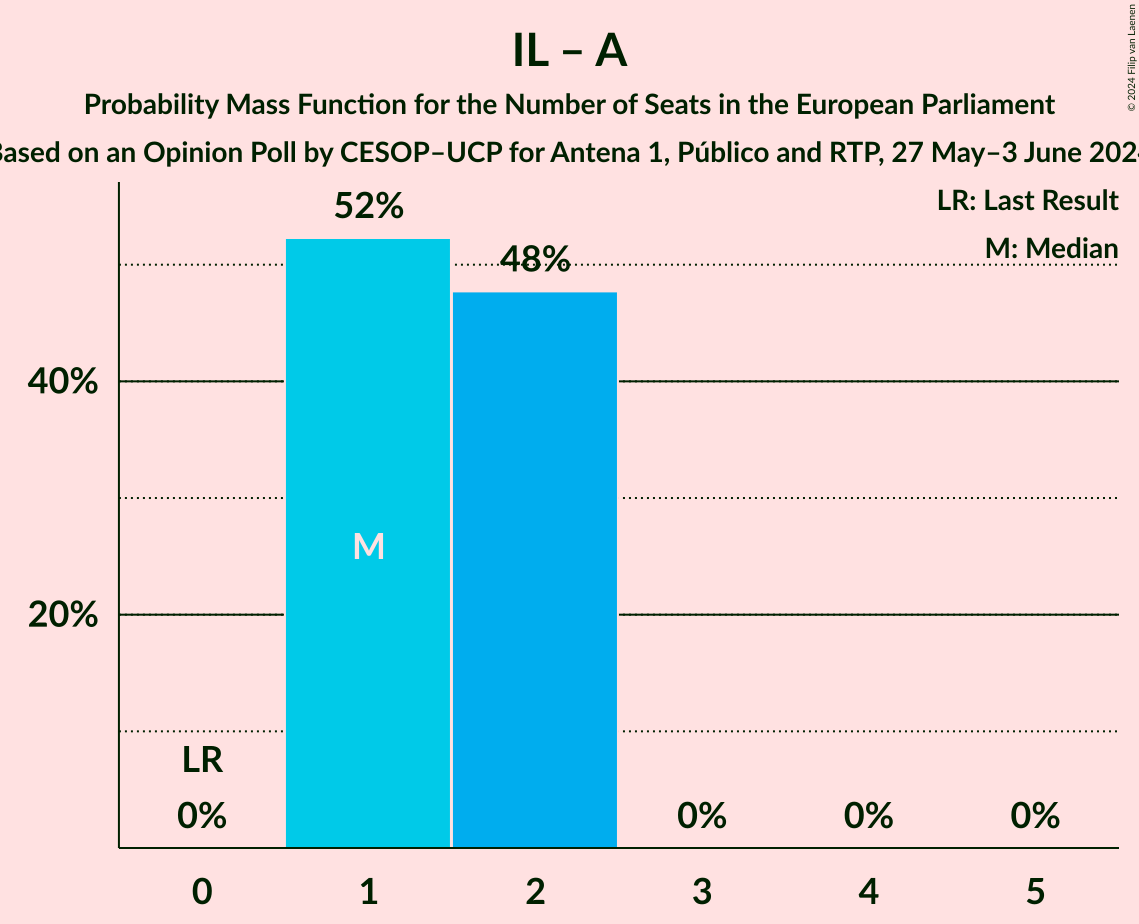 IL – A
Probability Mass Function for the Number of Seats in the European Parliament
on an Opinion Poll by CESOP–UCP for Antena 1, Público and RTP, 27 May–3 June
LR: Last Result
M: Median
52%
48%
40%
20%
M
LR
0%
0%
0%
0%
0
1
2
3
4
5
© 2024 Filip van Laenen